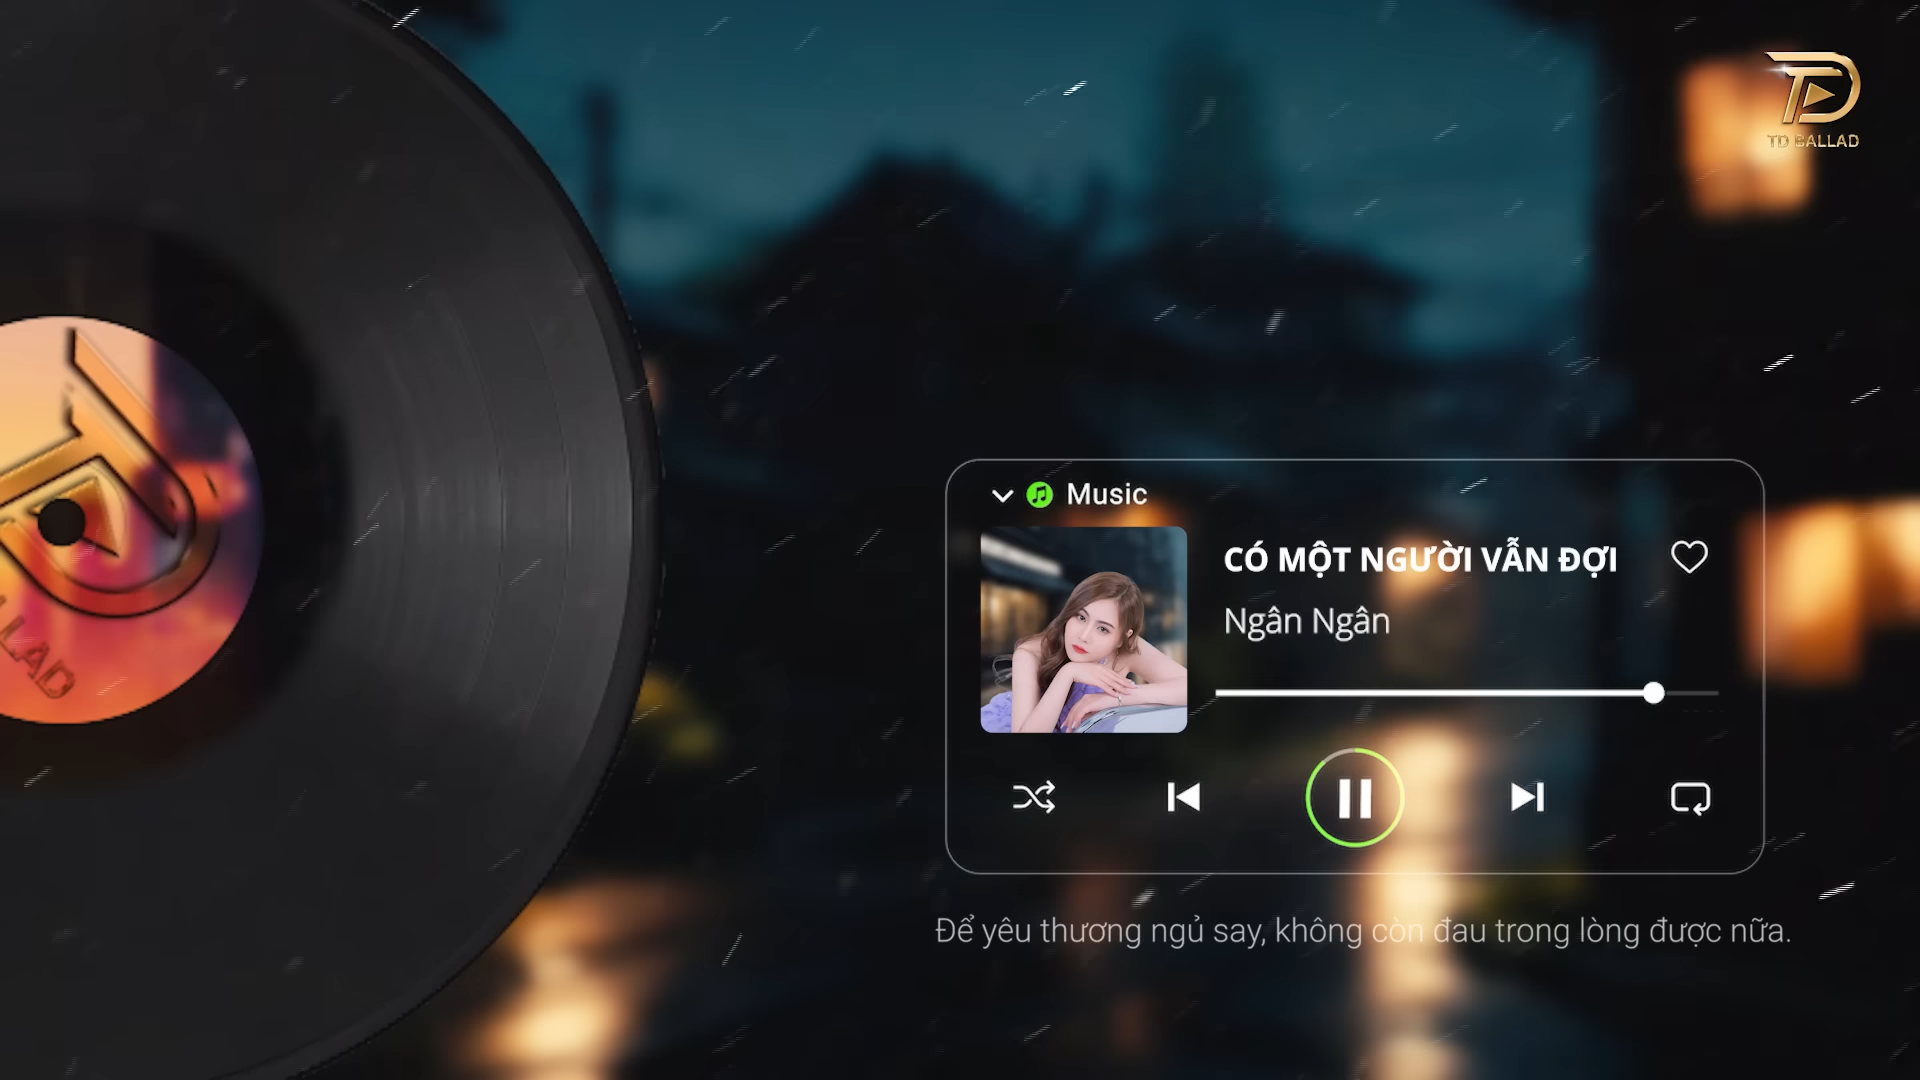 TD BALLAD
Music
CÓ MỘT NGƯỜI VẪN ĐỢI
Ngân Ngân
LAD
Để yêu thương ngủ say, không còn đau trong lòng được nữa.